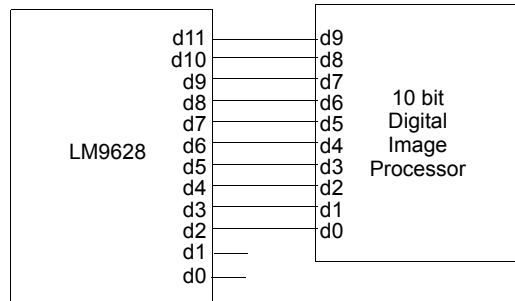 d11 d9
d10 d8
d9 d7
d8 d6
d7 d5
d6 d4
d5 d3
d4 d2
d3 d1
d2 d0
d1
d0
LM9628
10 bit
Digital
Image
Processor